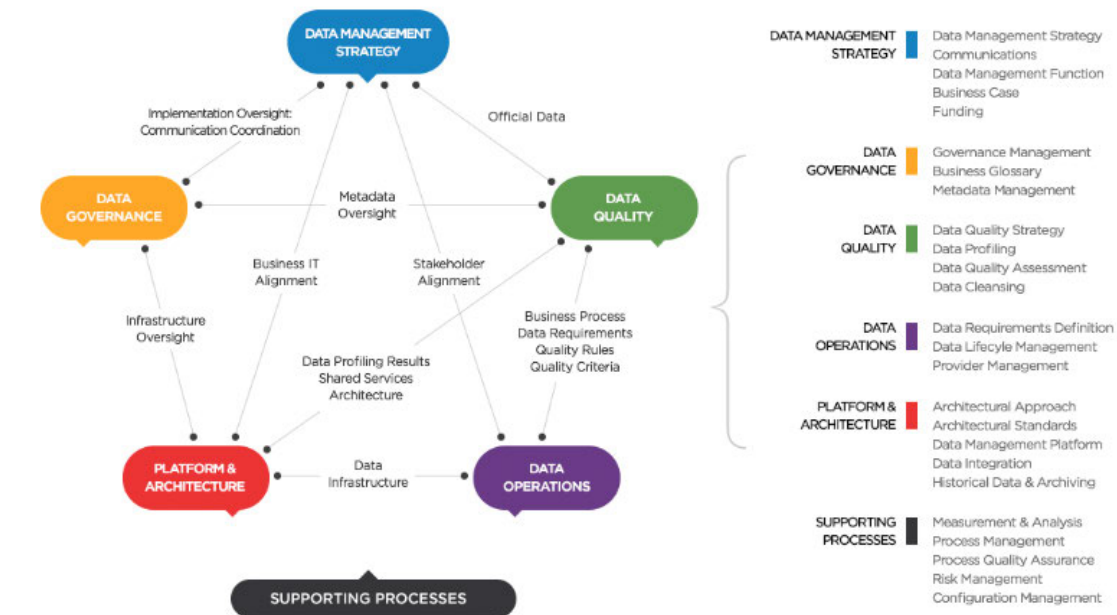 DATA MANAGEMENT
STRATEGY
Implementation Oversight:
Communication Coordination
Official Data
DATA
GOVERNANCE
Metadata
Oversight
DATA
QUALITY
Business IT
Alignment
Stakeholder
Alignment
Infrastructure
Oversight
Business Process
Data Requirements
Quality Rules
Quality Criteria
Data Profiling Results
Shared Services
Architecture
PLATFORM &
ARCHITECTURE
Data
Infrastructure
DATA
OPERATIONS
SUPPORTING PROCESSES
DATA MANAGEMENT
STRATEGY
Data Management Strategy
Communications
Data Management Function
Business Case
Funding
DATA
GOVERNANCE
Governance Management
Business Glossary
Metadata Management
DATA
QUALITY
Data Quality Strategy
Data Profiling
Data Quality Assessment
Data Cleansing
DATA
OPERATIONS
Data Requirements Definition
Data Lifecyle Management
Provider Management
PLATFORM &
ARCHITECTURE
Architectural Approach
Architectural Standards
Data Management Platform
Data Integration
Historical Data & Archiving
SUPPORTING
PROCESSES
Measurement & Analysis
Process Management
Process Quality Assurance
Risk Management
Configuration Management